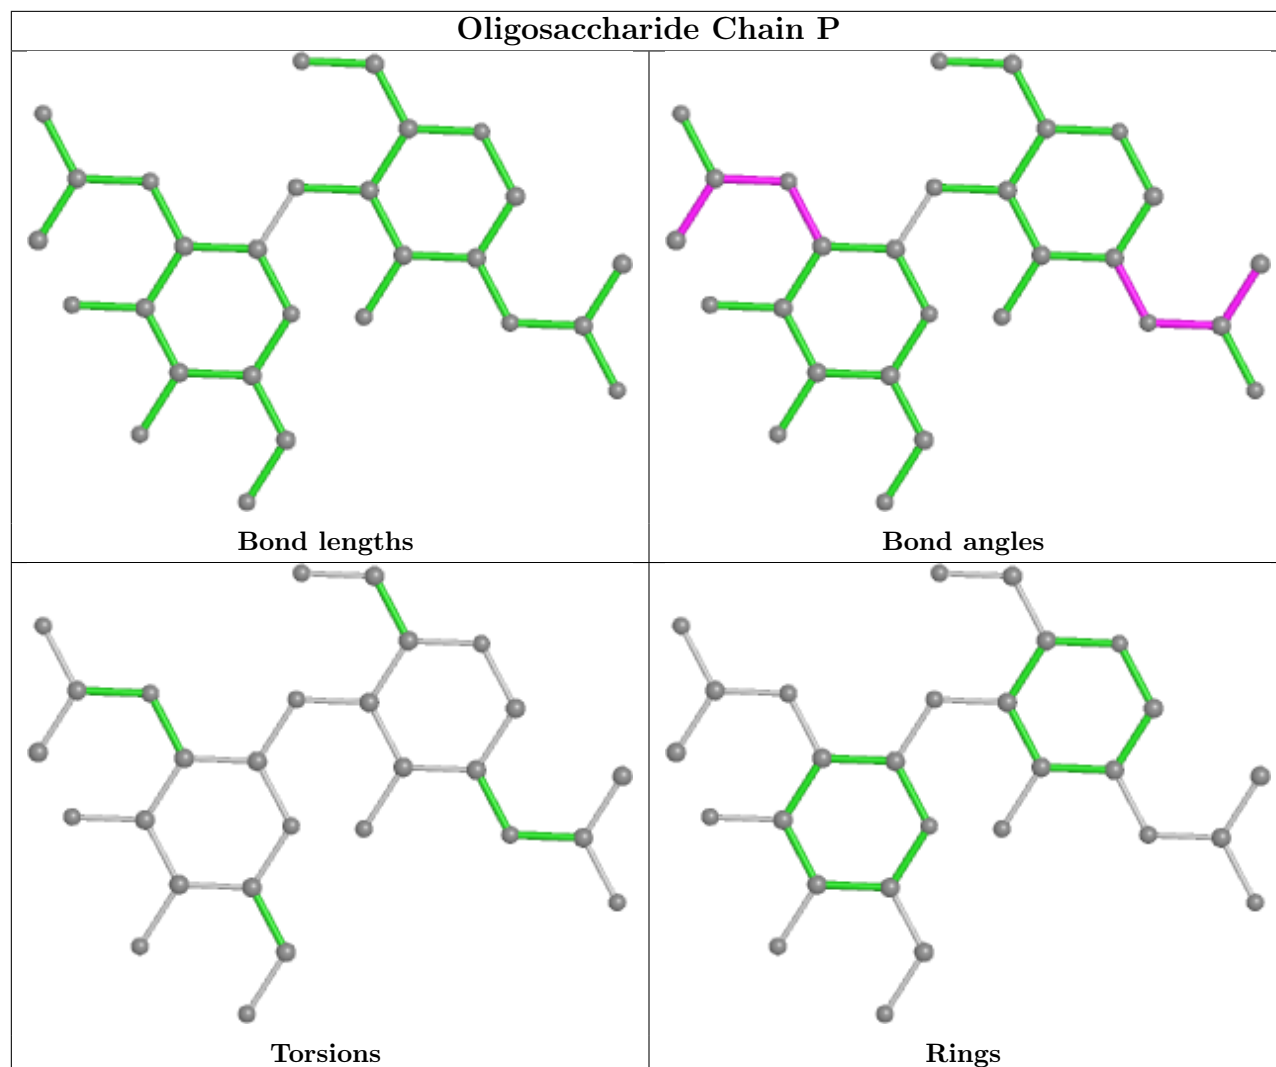 Oligosaccharide Chain P
Bond lengths
Bond angles
Torsions
Rings